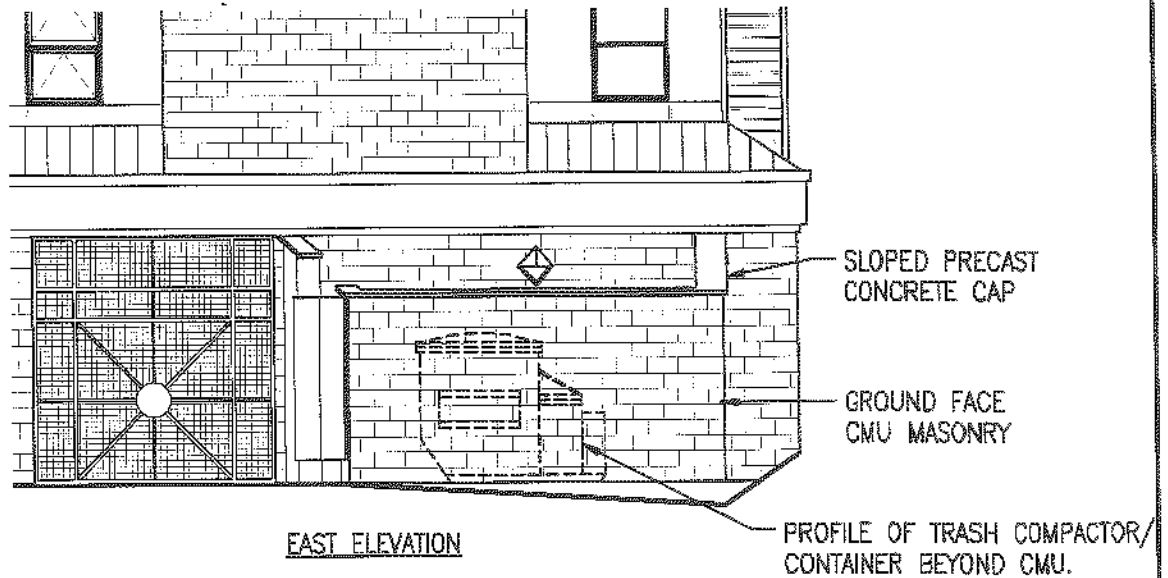 SLOPED PRECAST
CONCRETE CAP
GROUND FACE
CMU MASONRY
PROFILE OF TRASH COMPACTOR/
CONTAINER BEYOND CMU.
EAST ELEVATION